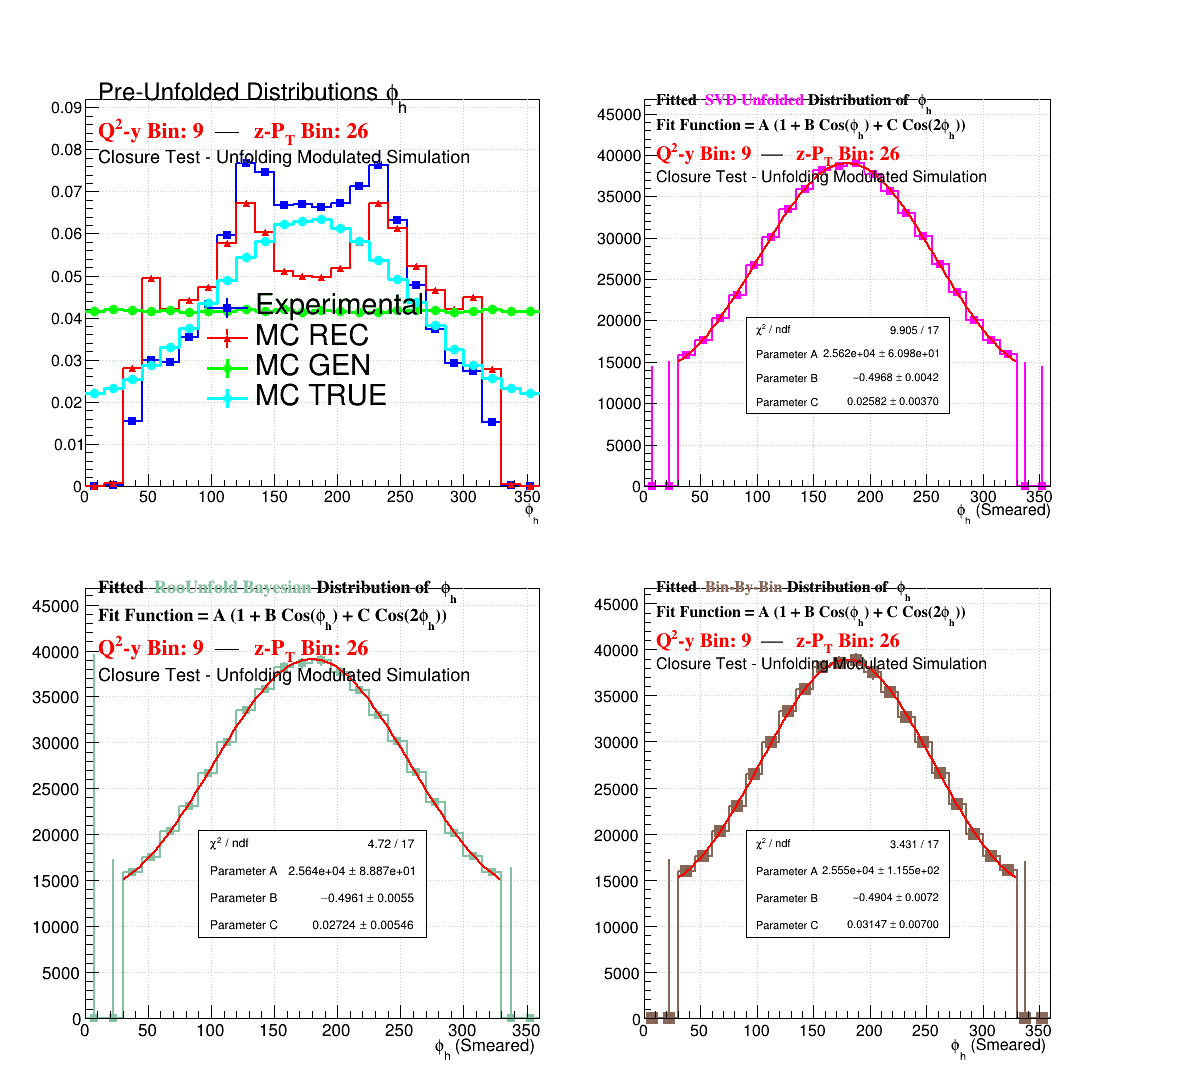 Pre-Unfolded Distributions ϕh
Q2-y Bin: 9 — z-PT Bin: 26
Closure Test - Unfolding Modulated Simulation
0.09
0.08
0.07
0.06
0.05
0.04
0.03
0.02
0.01
0
Experimental
MC REC
MC GEN
MC TRUE
0 50 100 150 200 250 300 350
ϕh
Fitted SVD Unfolded Distribution of ϕh
Fit Function = A (1 + B Cos(ϕh) + C Cos(2ϕh))
Q2-y Bin: 9 — z-PT Bin: 26
Closure Test - Unfolding Modulated Simulation
45000
40000
35000
30000
25000
20000
15000
10000
5000
0
χ2 / ndf 9.905 / 17
Parameter A 2.562e+04 ± 6.098e+01
Parameter B −0.4968 ± 0.0042
Parameter C 0.02582 ± 0.00370
0 50 100 150 200 250 300 350
ϕh (Smeared)
Fitted RooUnfold Bayesian Distribution of ϕh
Fit Function = A (1 + B Cos(ϕh) + C Cos(2ϕh))
Q2-y Bin: 9 — z-PT Bin: 26
Closure Test - Unfolding Modulated Simulation
45000
40000
35000
30000
25000
20000
15000
10000
5000
0
χ2 / ndf 4.72 / 17
Parameter A 2.564e+04 ± 8.887e+01
Parameter B −0.4961 ± 0.0055
Parameter C 0.02724 ± 0.00546
0 50 100 150 200 250 300 350
ϕh (Smeared)
Fitted Bin-By-Bin Distribution of ϕh
Fit Function = A (1 + B Cos(ϕh) + C Cos(2ϕh))
Q2-y Bin: 9 — z-PT Bin: 26
Closure Test - Unfolding Modulated Simulation
45000
40000
35000
30000
25000
20000
15000
10000
5000
0
χ2 / ndf 3.431 / 17
Parameter A 2.555e+04 ± 1.155e+02
Parameter B −0.4904 ± 0.0072
Parameter C 0.03147 ± 0.00700
0 50 100 150 200 250 300 350
ϕh (Smeared)